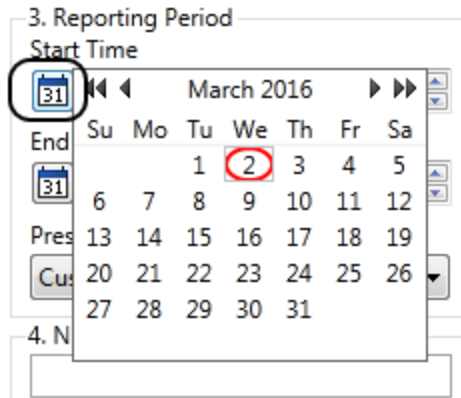 3. Reporting Period
Start Time
31
March 2016
Su Mo Tu We Th Fr Sa
1 2 3 4 5
End
31
6 7 8 9 10 11 12
Pres
13 14 15 16 17 18 19
Cus
20 21 22 23 24 25 26
27 28 29 30 31
4. N